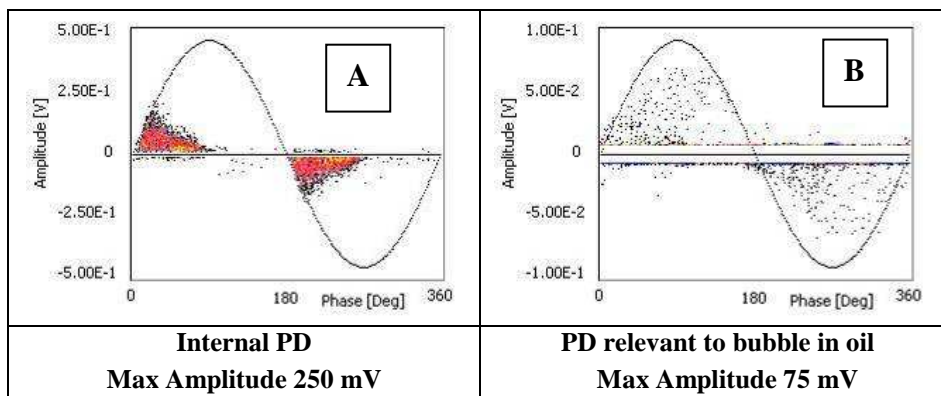 5.00E-1
A
2.50E-1
Amplitude [V]
0
-2.50E-1
-5.00E-1
0
180
Phase [Deg]
360
1.00E-1
B
5.00E-2
Amplitude [V]
0
-5.00E-2
-1.00E-1
0
180
Phase [Deg]
360
Internal PD
Max Amplitude 250 mV
PD relevant to bubble in oil
Max Amplitude 75 mV